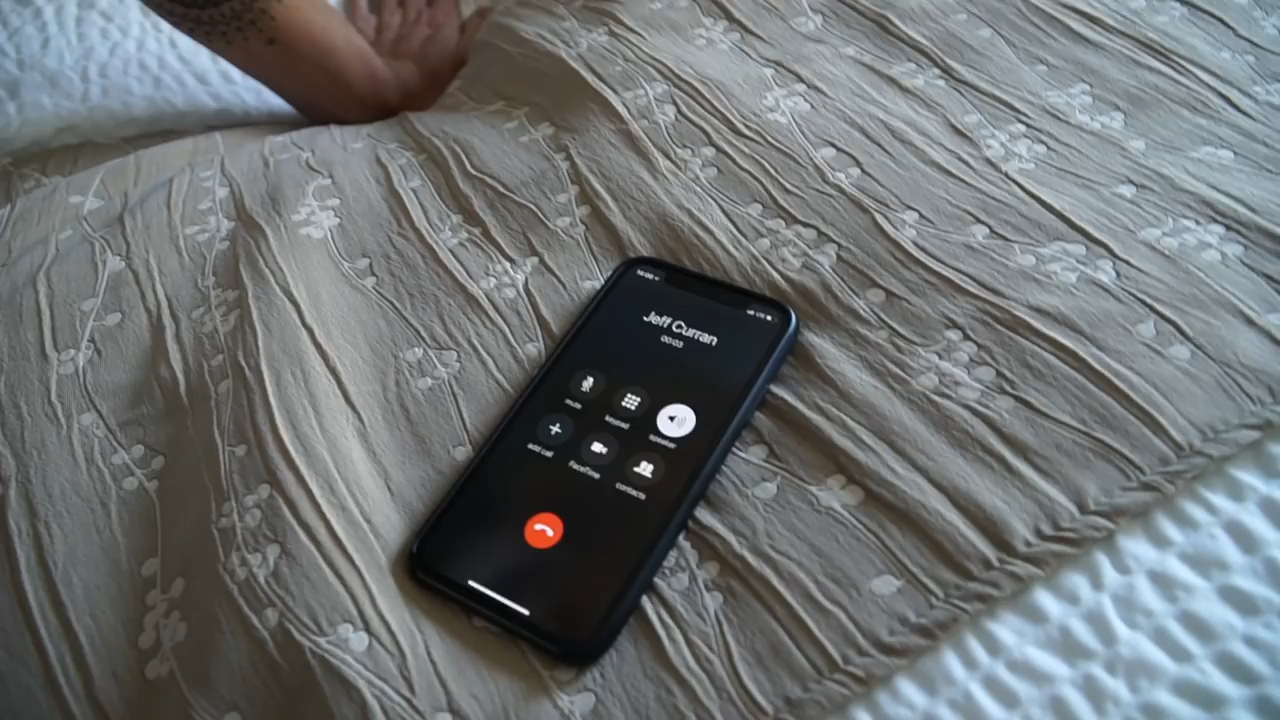 Jeff Curran
00:03
mute
keypad
speaker
add call
FaceTime
contacts